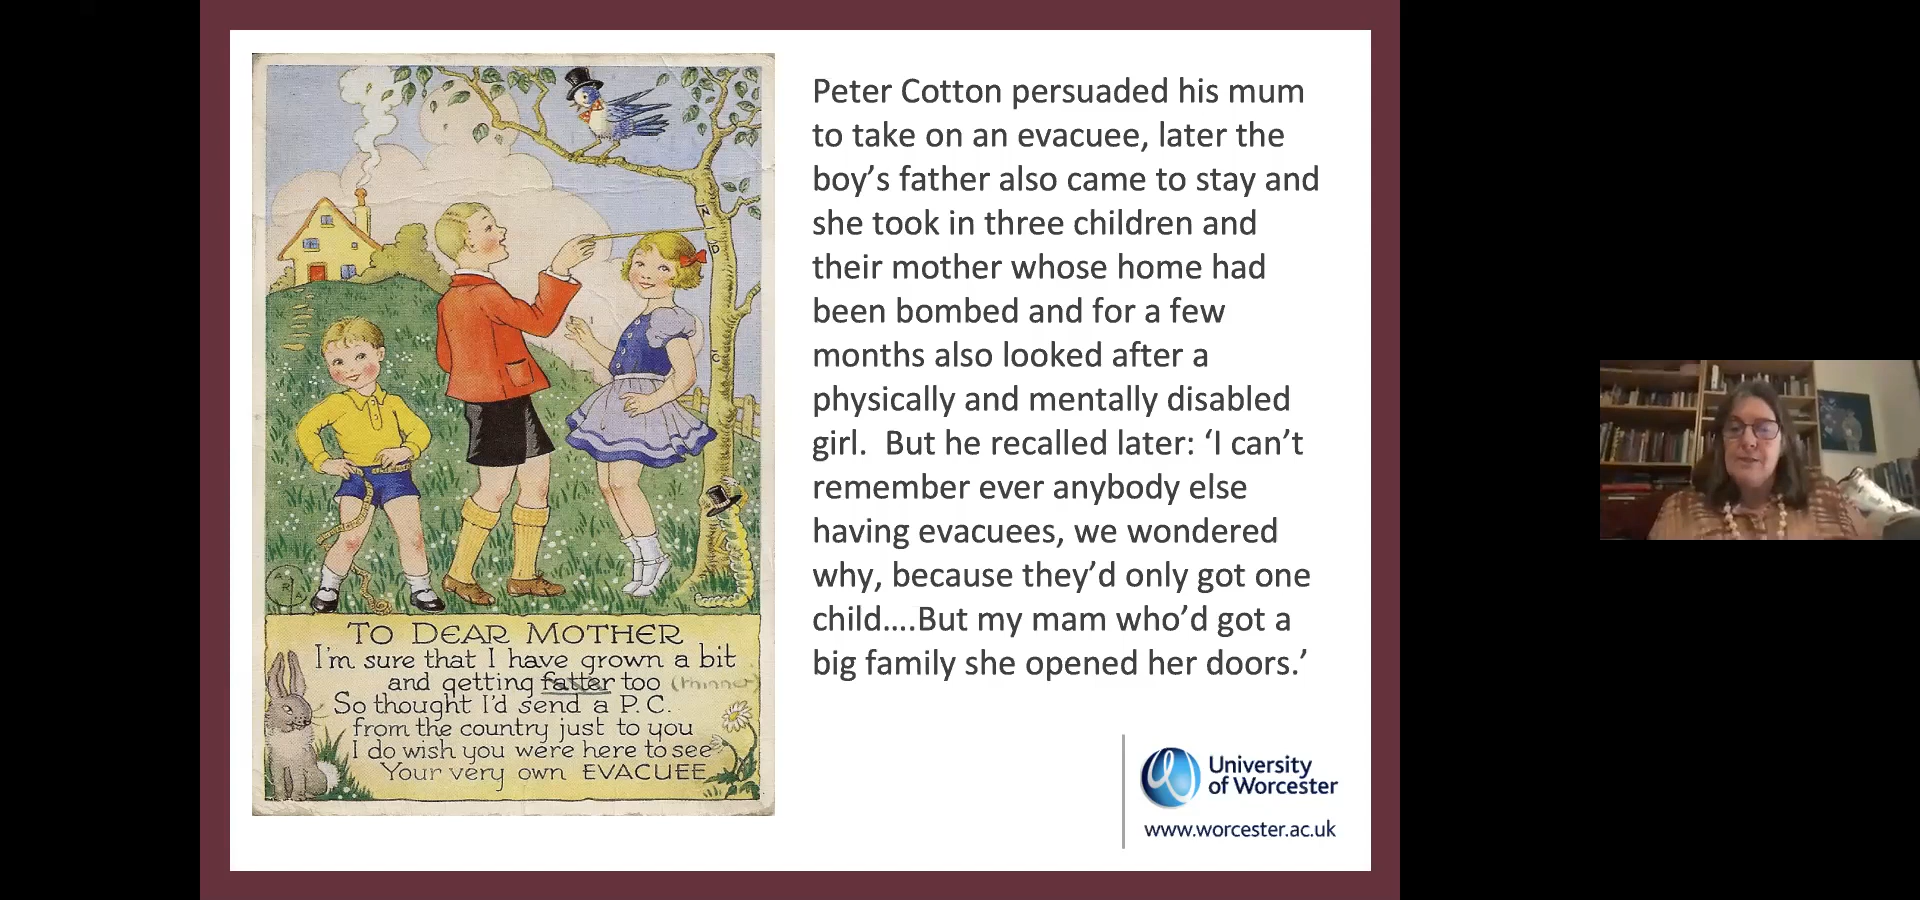 TO DEAR MOTHER
I'm sure that I have grown a bit
and getting fatter too (thinner)
So thought I'd send a P.C.
from the country just to you
I do wish you were here to see
Your very own EVACUEE
Peter Cotton persuaded his mum
to take on an evacuee, later the
boy’s father also came to stay and
she took in three children and
their mother whose home had
been bombed and for a few
months also looked after a
physically and mentally disabled
girl.  But he recalled later: ‘I can’t
remember ever anybody else
having evacuees, we wondered
why, because they’d only got one
child….But my mam who’d got a
big family she opened her doors.’
University
of Worcester
www.worcester.ac.uk